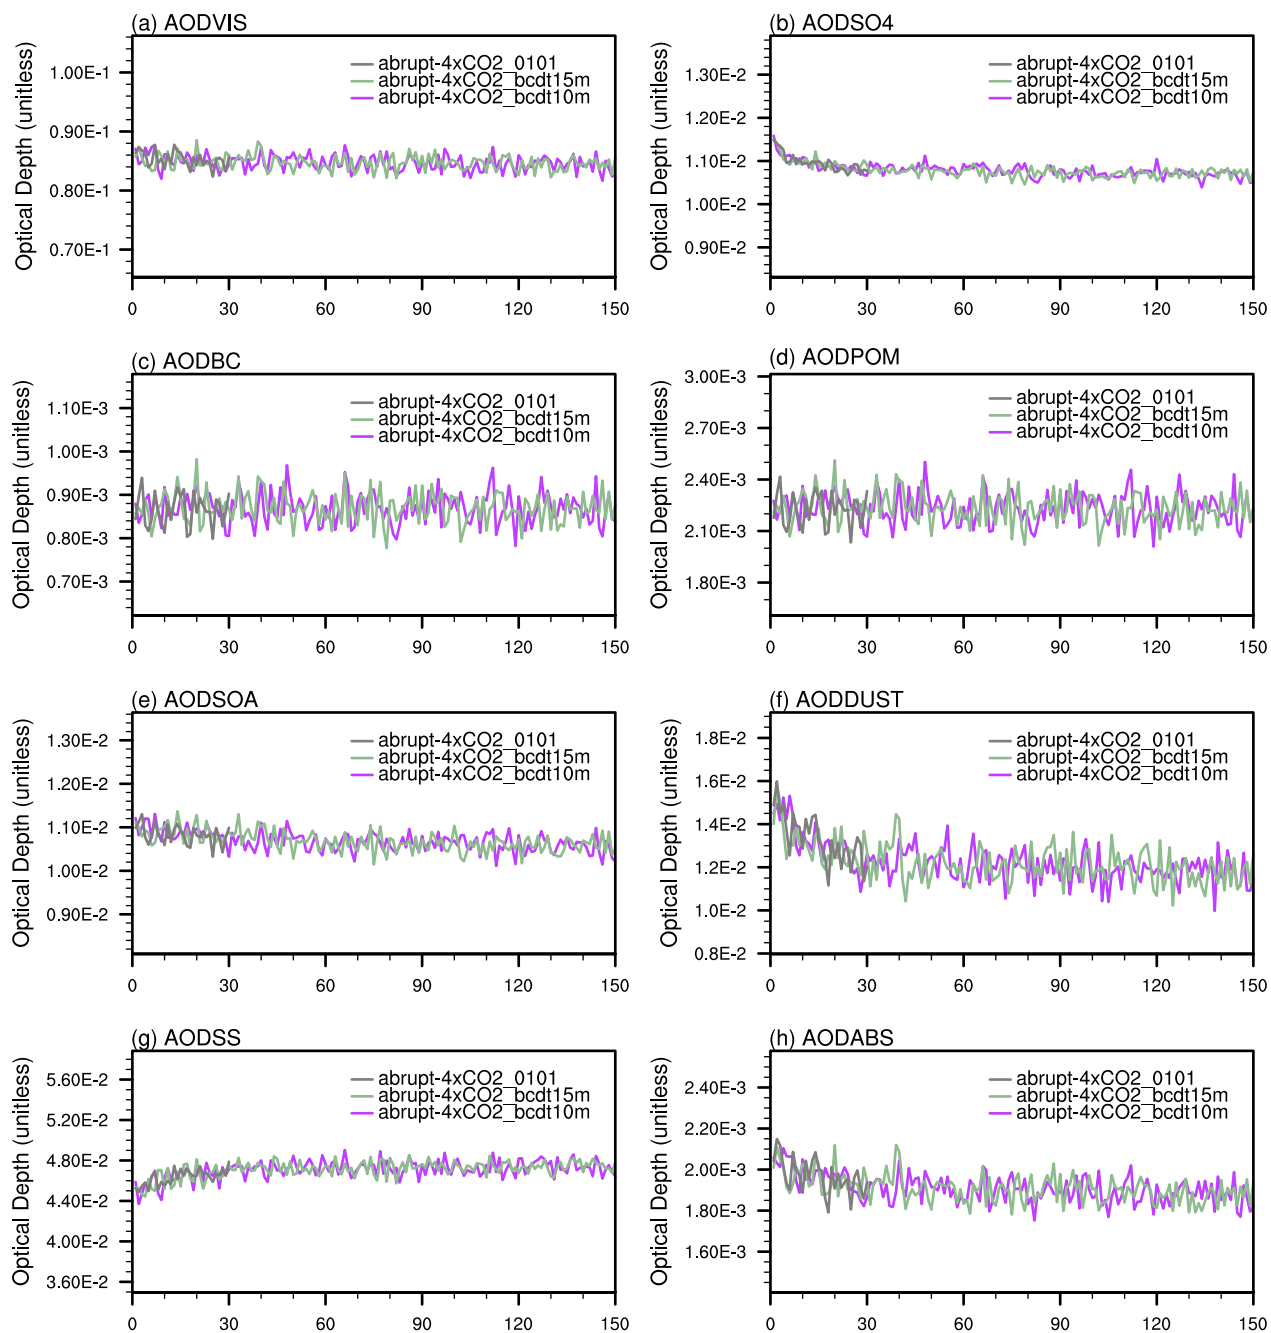 (a) AODVIS
Optical Depth (unitless)
1.00E-1
0.90E-1
0.80E-1
0.70E-1
abrupt-4xCO2_0101
abrupt-4xCO2_bcdt15m
abrupt-4xCO2_bcdt10m
0 30 60 90 120 150
(b) AODSO4
Optical Depth (unitless)
1.30E-2
1.20E-2
1.10E-2
1.00E-2
0.90E-2
abrupt-4xCO2_0101
abrupt-4xCO2_bcdt15m
abrupt-4xCO2_bcdt10m
0 30 60 90 120 150
(c) AODBC
Optical Depth (unitless)
1.10E-3
1.00E-3
0.90E-3
0.80E-3
0.70E-3
abrupt-4xCO2_0101
abrupt-4xCO2_bcdt15m
abrupt-4xCO2_bcdt10m
0 30 60 90 120 150
(d) AODPOM
Optical Depth (unitless)
3.00E-3
2.70E-3
2.40E-3
2.10E-3
1.80E-3
abrupt-4xCO2_0101
abrupt-4xCO2_bcdt15m
abrupt-4xCO2_bcdt10m
0 30 60 90 120 150
(e) AODSOA
Optical Depth (unitless)
1.30E-2
1.20E-2
1.10E-2
1.00E-2
0.90E-2
abrupt-4xCO2_0101
abrupt-4xCO2_bcdt15m
abrupt-4xCO2_bcdt10m
0 30 60 90 120 150
(f) AODDUST
Optical Depth (unitless)
1.8E-2
1.6E-2
1.4E-2
1.2E-2
1.0E-2
0.8E-2
abrupt-4xCO2_0101
abrupt-4xCO2_bcdt15m
abrupt-4xCO2_bcdt10m
0 30 60 90 120 150
(g) AODSS
Optical Depth (unitless)
5.60E-2
5.20E-2
4.80E-2
4.40E-2
4.00E-2
3.60E-2
abrupt-4xCO2_0101
abrupt-4xCO2_bcdt15m
abrupt-4xCO2_bcdt10m
0 30 60 90 120 150
(h) AODABS
Optical Depth (unitless)
2.40E-3
2.20E-3
2.00E-3
1.80E-3
1.60E-3
abrupt-4xCO2_0101
abrupt-4xCO2_bcdt15m
abrupt-4xCO2_bcdt10m
0 30 60 90 120 150